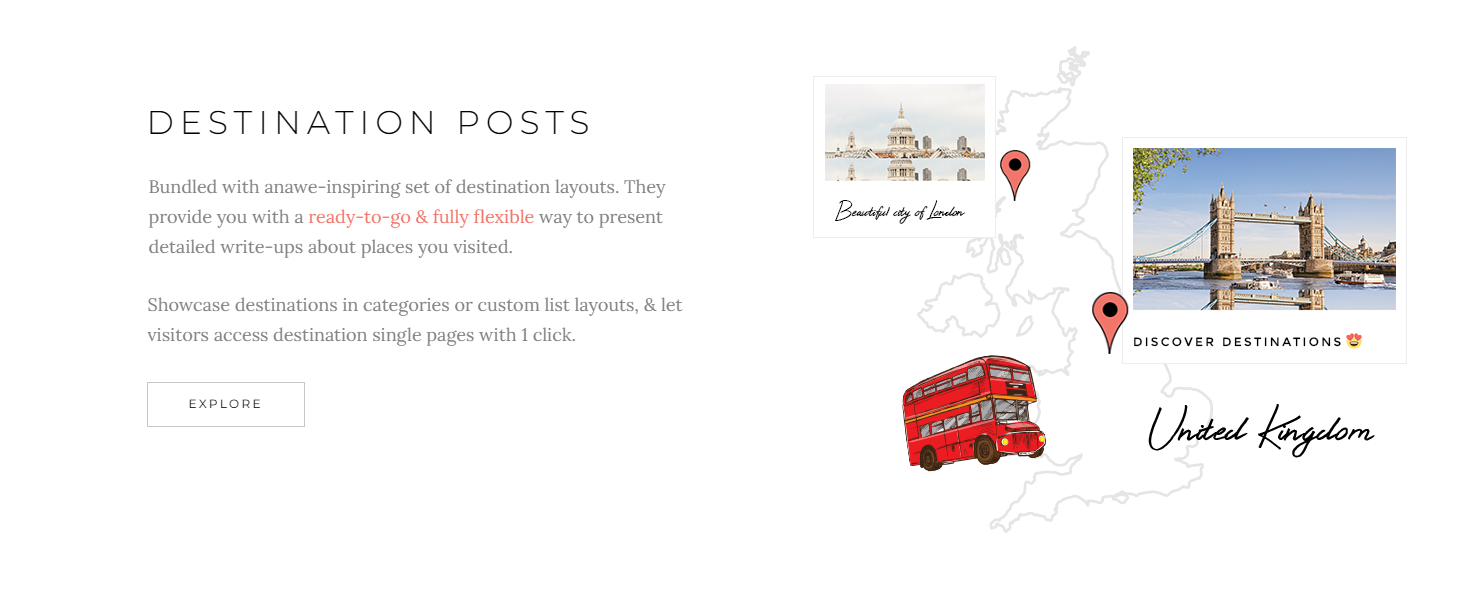 DESTINATION POSTS
Bundled with anawe-inspiring set of destination layouts. They
provide you with a ready-to-go & fully flexible way to present
detailed write-ups about places you visited.
Showcase destinations in categories or custom list layouts, & let
visitors access destination single pages with 1 click.
EXPLORE
Beautiful city of London
DISCOVER DESTINATIONS😍
United Kingdom